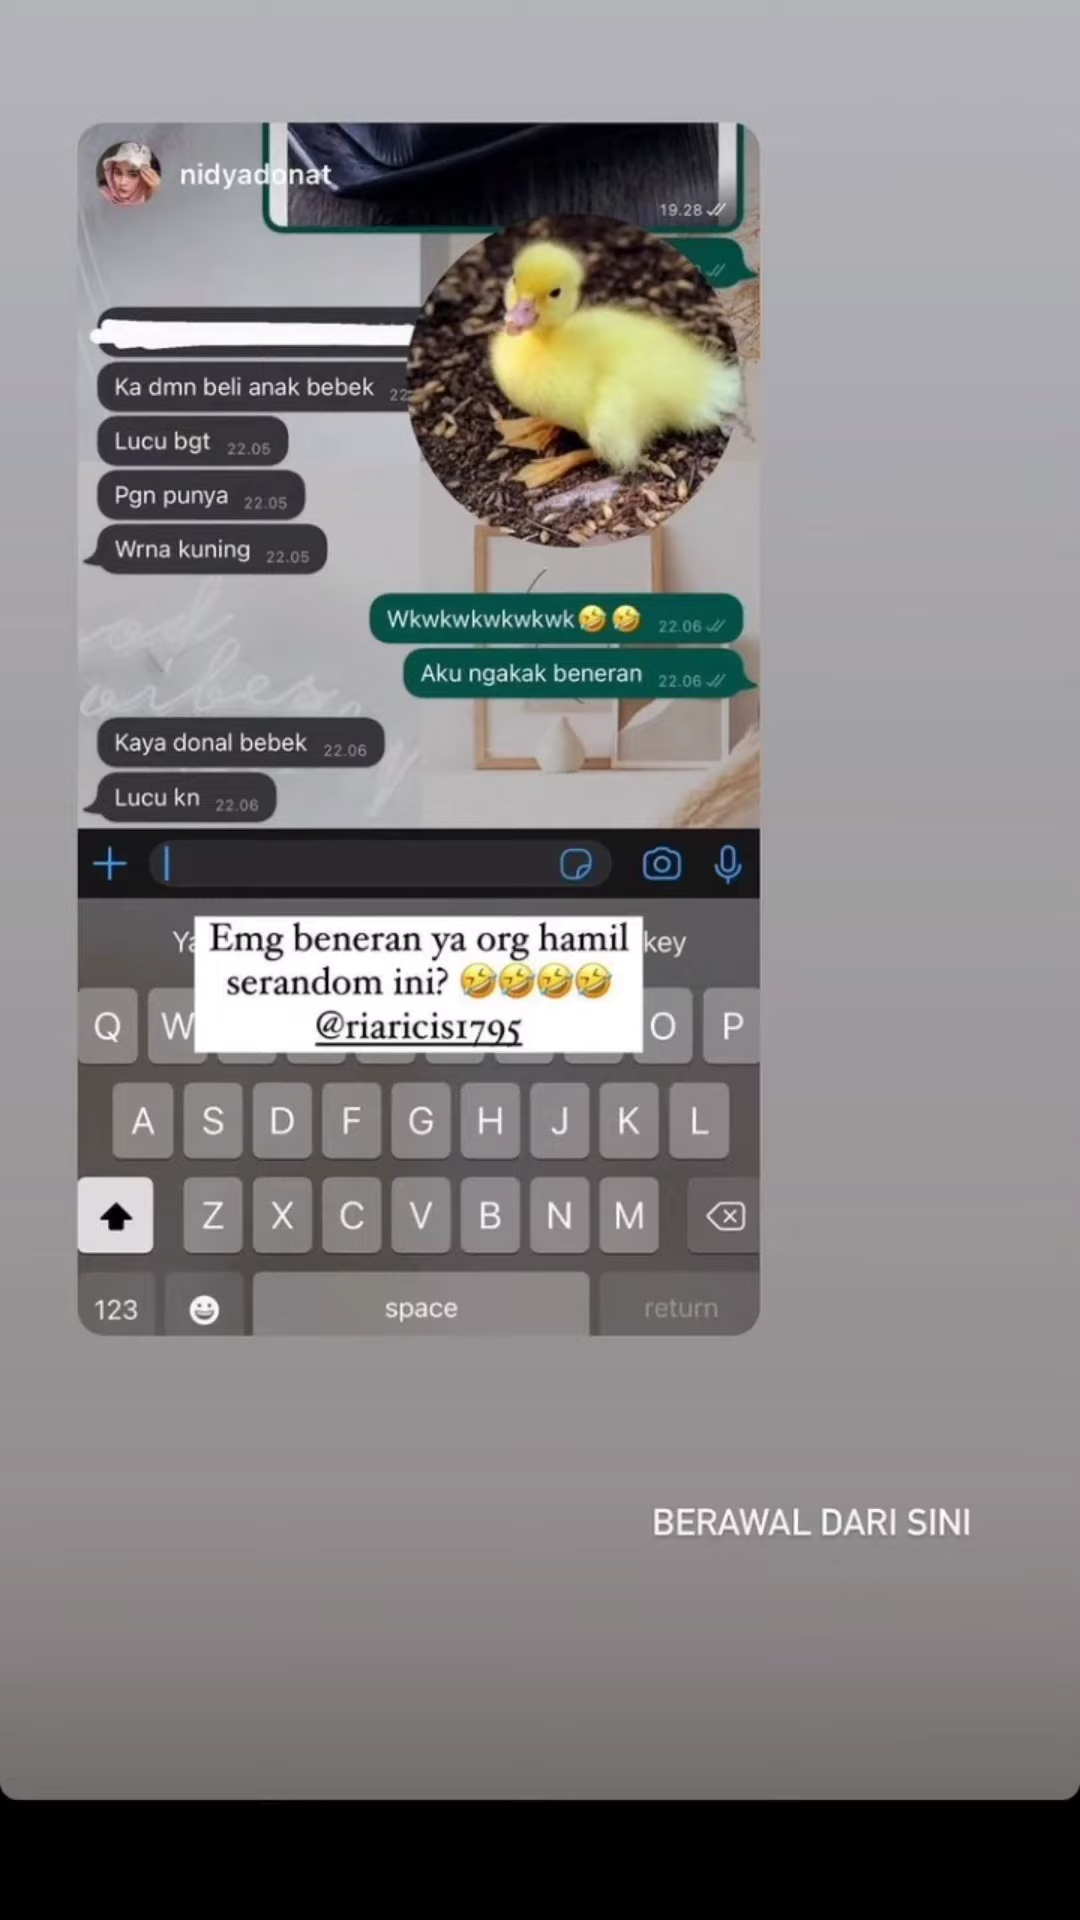 nidyadonat
19.28
Ka dmn beli anak bebek 22
Lucu bgt 22.05
Pgn punya 22.05
Wrna kuning 22.05
Wkwkwkwkwkwk🤣🤣 22.06
Aku ngakak beneran 22.06
Kaya donal bebek 22.06
Lucu kn 22.06
key
Emg beneran ya org hamil
serandom ini? 🤣🤣🤣🤣
@riaricis1795
Q W O P
A S D F G H J K L
Z X C V B N M
123 space return
BERAWAL DARI SINI